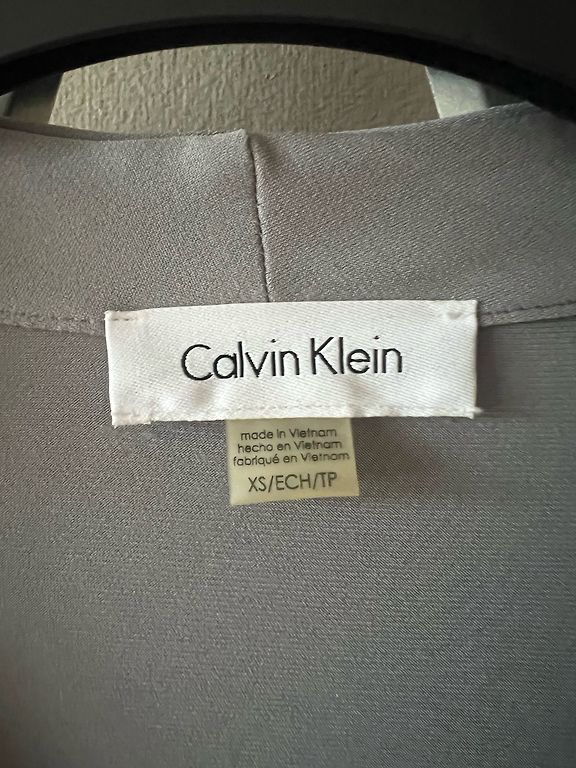 Calvin Klein
made in Vietnam
hecho en Vietnam
fabriqué en Vietnam
XS/ECH/TP